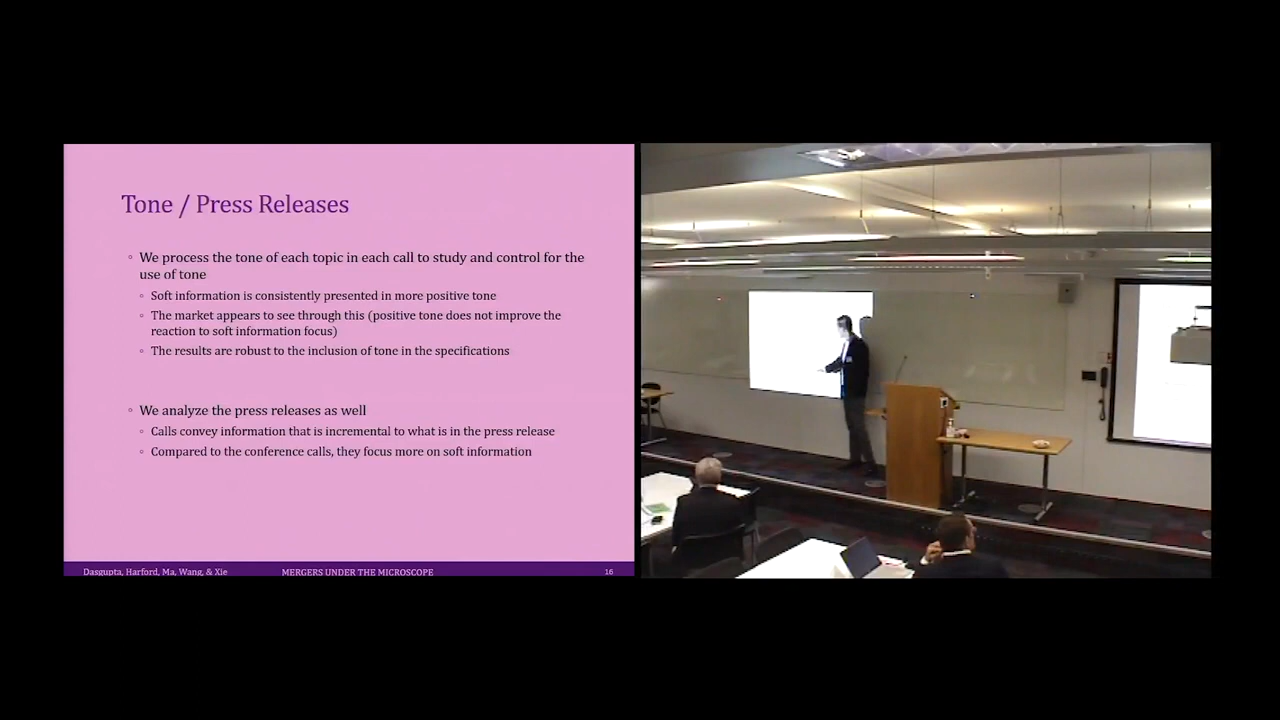 Tone / Press Releases
▫ We process the tone of each topic in each call to study and control for the
use of tone
▫ Soft information is consistently presented in more positive tone
▫ The market appears to see through this (positive tone does not improve the
reaction to soft information focus)
▫ The results are robust to the inclusion of tone in the specifications
▫ We analyze the press releases as well
▫ Calls convey information that is incremental to what is in the press release
▫ Compared to the conference calls, they focus more on soft information
Dasgupta, Harford, Ma, Wang, & Xie
MERGERS UNDER THE MICROSCOPE
16